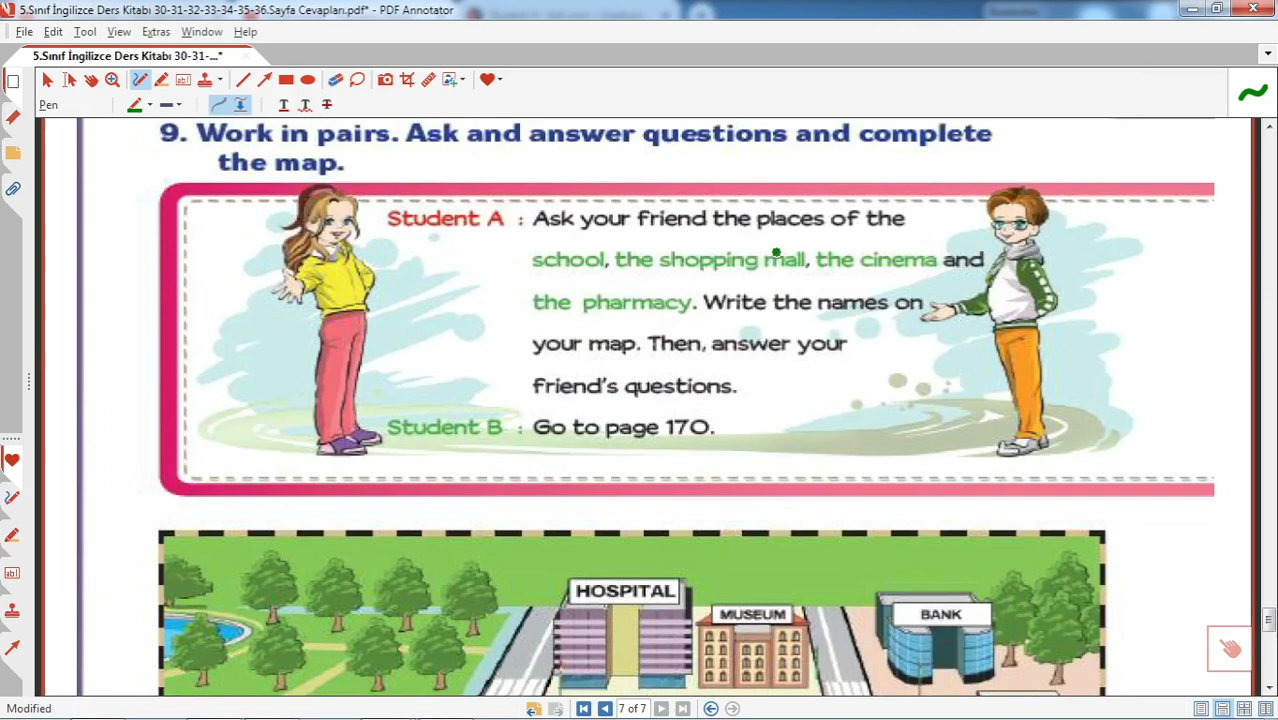 5.Sınıf İngilizce Ders Kitabı 30-31-32-33-34-35-36.Sayfa Cevapları.pdf* - PDF Annotator
File Edit Tool View Extras Window Help
5.Sınıf İngilizce Ders Kitabı 30-31-...*
Pen
9. Work in pairs. Ask and answer questions and complete
the map.
Student A : Ask your friend the places of the
school, the shopping mall, the cinema and
the pharmacy. Write the names on
your map. Then, answer your
friend's questions.
Student B : Go to page 170.
HOSPITAL
MUSEUM
BANK
Modified
7 of 7